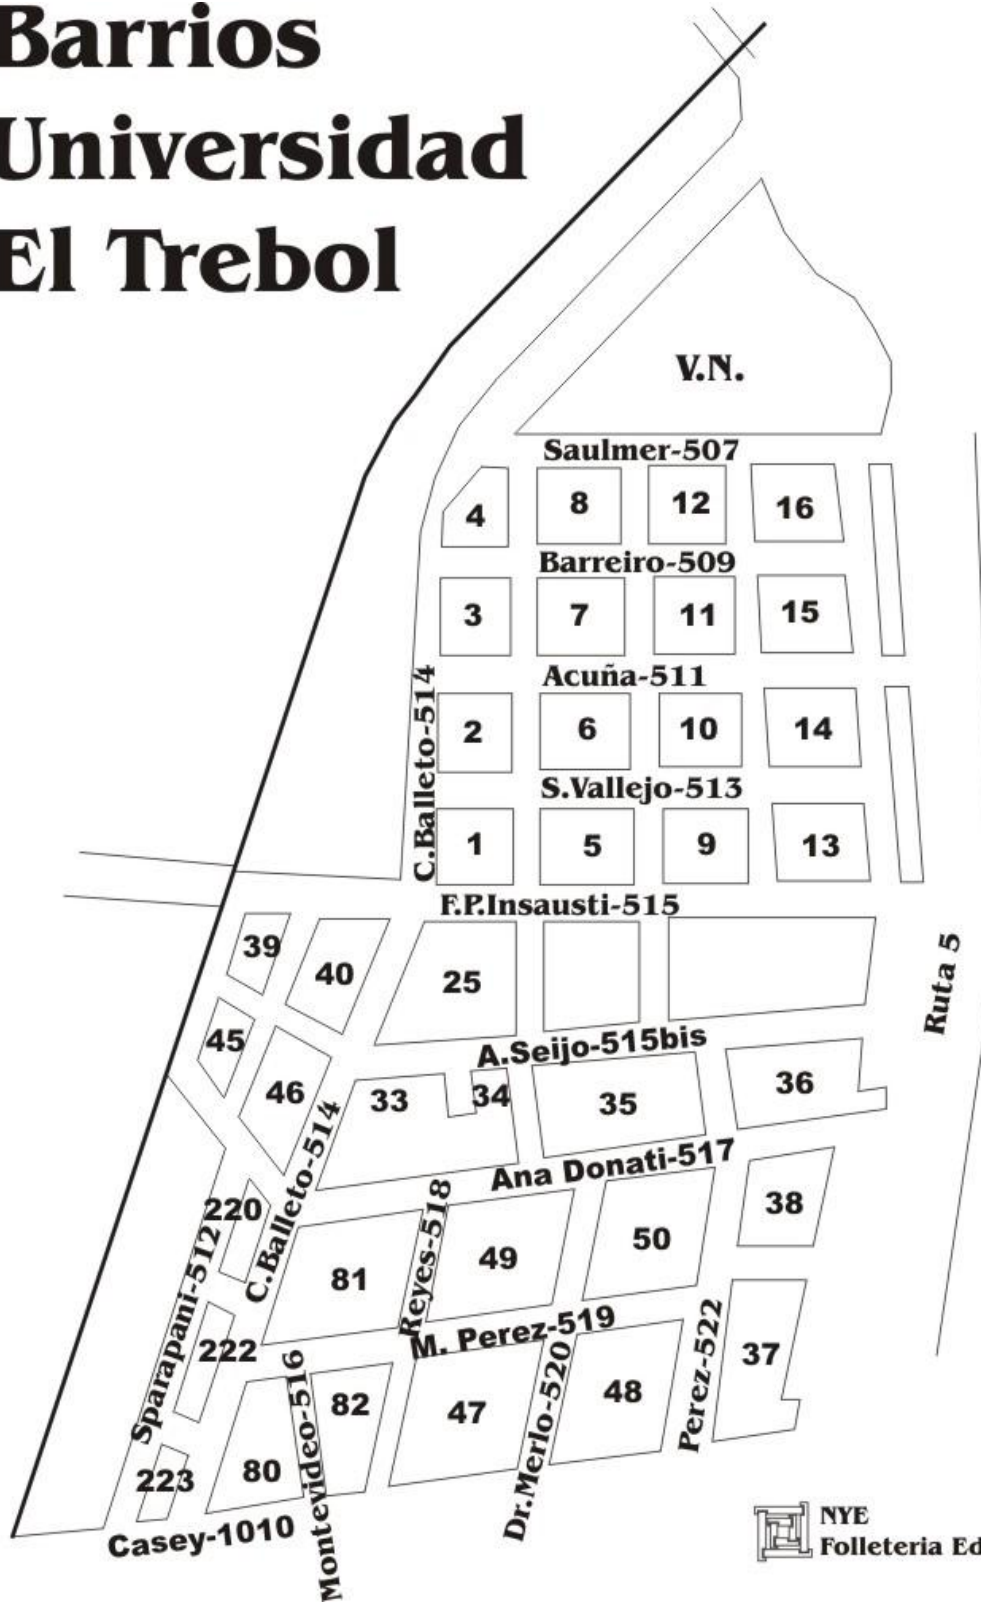 Barrios
Universidad
El Trebol
V.N.
Saulmer-507
4
8
12
16
Barreiro-509
3
7
11
15
Acuña-511
C.Balleto-514
2
6
10
14
S.Vallejo-513
1
5
9
13
F.P.Insausti-515
39
40
25
Ruta 5
45
A.Seijo-515bis
46
33
34
35
36
C.Balleto-514
Ana Donati-517
220
Reyes-518
38
81
49
50
Sparapani-512
M. Perez-519
222
Perez-522
37
Montevideo-516
82
47
Dr.Merlo-520
48
223
80
Casey-1010
NYE
Folleteria Ed